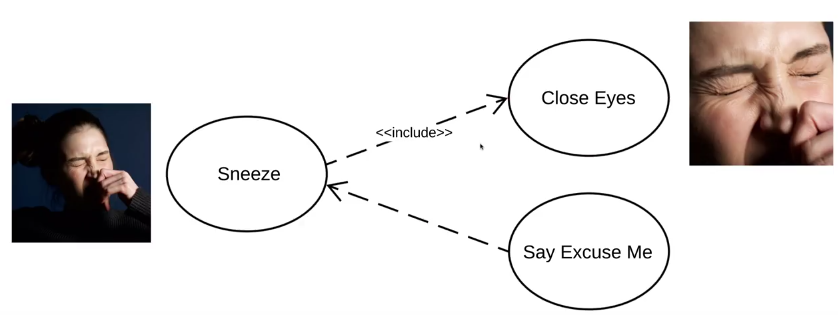 Close Eyes
<<include>>
Sneeze
Say Excuse Me